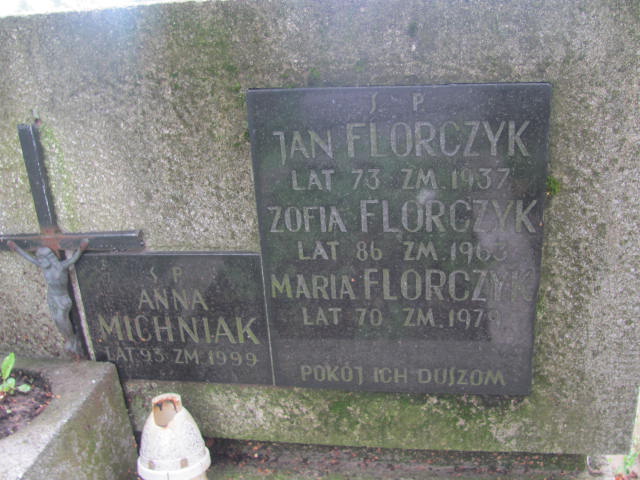 Ś P
JAN FLORCZYK
LAT 73 ZM. 1937
ZOFIA FLORCZYK
LAT 86 ZM.
MARIA FLORCZYK
LAT 70 ZM. 1979
POKÓJ ICH DUSZOM
Ś P
ANNA
MICHNIAK
LAT 93 ZM 1999